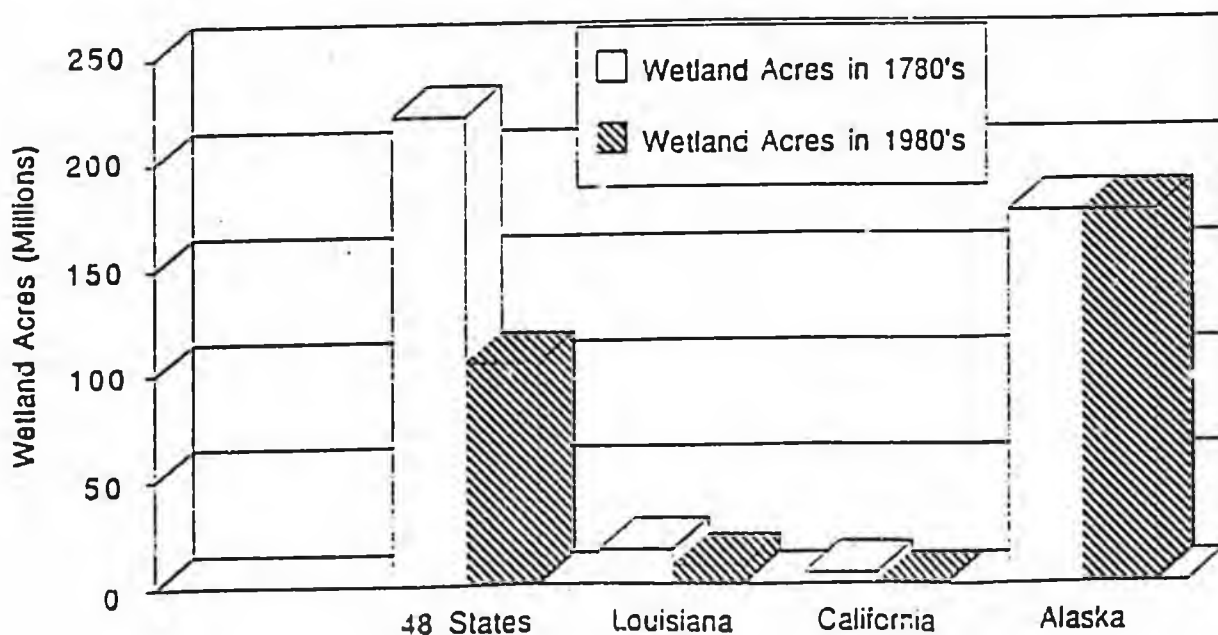 Wetland Acres (Millions)
250
200
150
100
50
0
Wetland Acres in 1780's
Wetland Acres in 1980's
48 States
Louisiana
California
Alaska